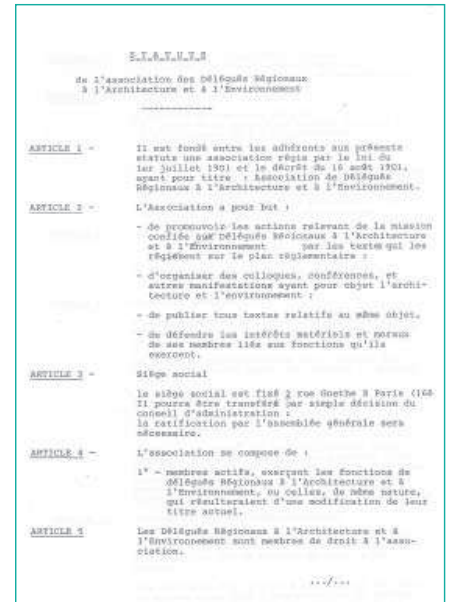 S T A T U T S
de l'association des Délégués Régionaux
à l'Architecture et à l'Environnement
ARTICLE 1 - Il est fondé entre les adhérents aux présents
statuts une association régie par la loi du
1er juillet 1901 et le décret du 16 août 1901,
ayant pour titre : Association de Délégués
Régionaux à l'Architecture et à l'Environnement.
ARTICLE 2 - L'Association a pour but :
- de promouvoir les actions relevant de la mission
confiée aux Délégués Régionaux à l'Architecture
et à l'Environnement par les textes qui les
régissent sur le plan réglementaire ;
- d'organiser des colloques, conférences, et
autres manifestations ayant pour objet l'archi-
tecture et l'environnement ;
- de publier tous textes relatifs au même objet,
- de défendre les intérêts matériels et moraux
de ses membres liés aux fonctions qu'ils
exercent.
ARTICLE 3 - Siège social
le siège social est fixé 2 rue Goethe à Paris (16è
Il pourra être transféré par simple décision du
conseil d'administration ;
la ratification par l'assemblée générale sera
nécessaire.
ARTICLE 4 - L'association se compose de :
1° - membres actifs, exerçant les fonctions de
délégués Régionaux à l'Architecture et à
l'Environnement, ou celles, de même nature,
qui résulteraient d'une modification de leur
titre actuel.
ARTICLE 5 Les Délégués Régionaux à l'Architecture et à
l'Environnement sont membres de droit à l'asso-
ciation.
.../...